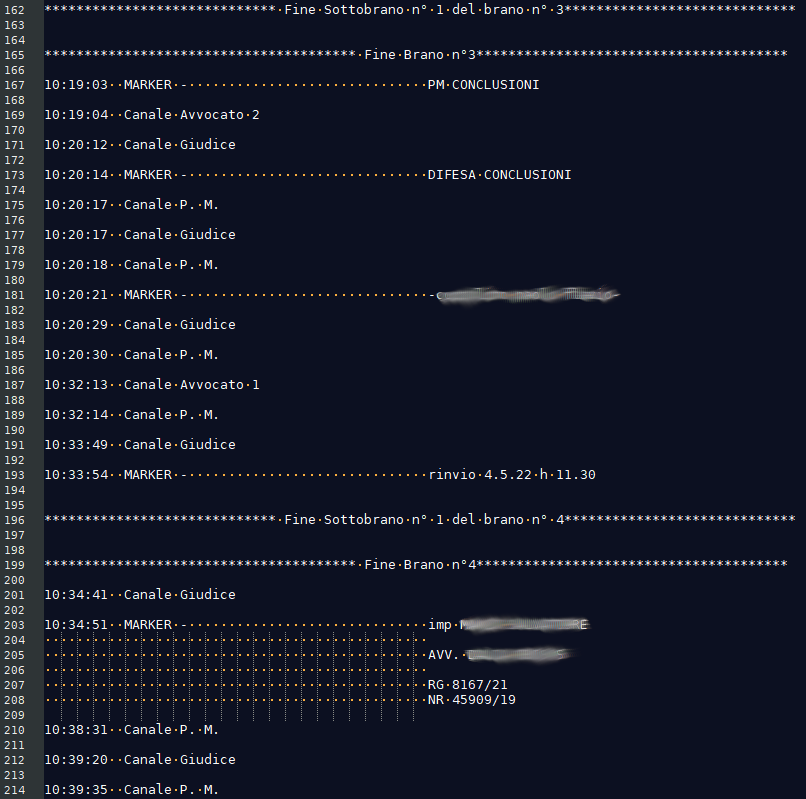 162 ***************************** Fine Sottobrano n° 1 del brano n° 3*****************************
163
164
165 *************************************** Fine Brano n°3***************************************
166
167 10:19:03  MARKER -                              PM CONCLUSIONI
168
169 10:19:04  Canale Avvocato 2
170
171 10:20:12  Canale Giudice
172
173 10:20:14  MARKER -                              DIFESA CONCLUSIONI
174
175 10:20:17  Canale P. M.
176
177 10:20:17  Canale Giudice
178
179 10:20:18  Canale P. M.
180
181 10:20:21  MARKER -                              -
182
183 10:20:29  Canale Giudice
184
185 10:20:30  Canale P. M.
186
187 10:32:13  Canale Avvocato 1
188
189 10:32:14  Canale P. M.
190
191 10:33:49  Canale Giudice
192
193 10:33:54  MARKER -                              rinvio 4.5.22 h 11.30
194
195
196 ***************************** Fine Sottobrano n° 1 del brano n° 4*****************************
197
198
199 *************************************** Fine Brano n°4***************************************
200
201 10:34:41  Canale Giudice
202
203 10:34:51  MARKER -                              imp
204
205                                                 AVV.
206
207                                                 RG 8167/21
208                                                 NR 45909/19
209
210 10:38:31  Canale P. M.
211
212 10:39:20  Canale Giudice
213
214 10:39:35  Canale P. M.